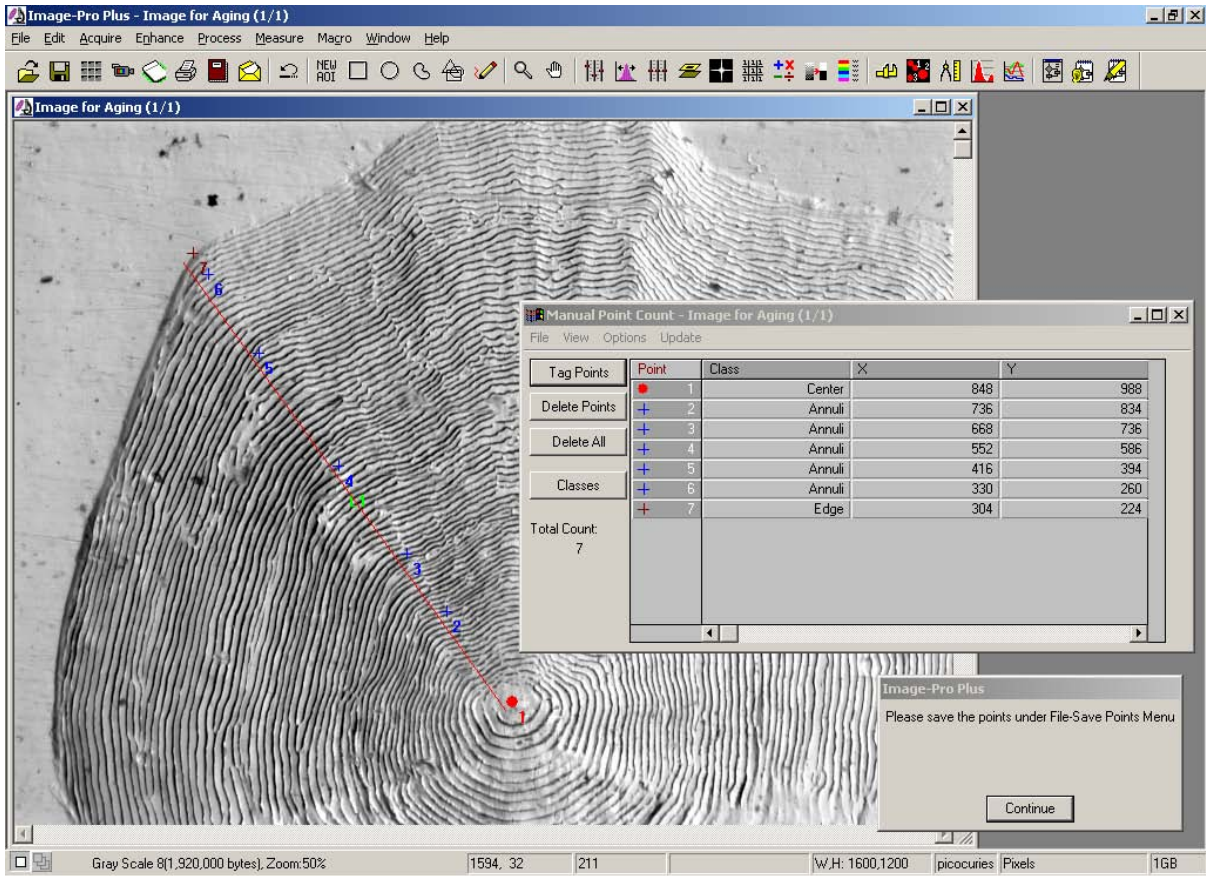 Image-Pro Plus - Image for Aging (1/1)
File Edit Acquire Enhance Process Measure Macro Window Help
NEW AOI
Image for Aging (1/1)
7
6
5
4
3
2
1
Manual Point Count - Image for Aging (1/1)
File View Options Update
Tag Points
Delete Points
Delete All
Classes
Total Count:
7
Point Class X Y
1 Center 848 988
2 Annuli 736 834
3 Annuli 668 736
4 Annuli 552 586
5 Annuli 416 394
6 Annuli 330 260
7 Edge 304 224
Image-Pro Plus
Please save the points under File-Save Points Menu
Continue
Gray Scale 8(1,920,000 bytes), Zoom:50% 1594, 32 211 W,H: 1600,1200 picocuries Pixels 1GB